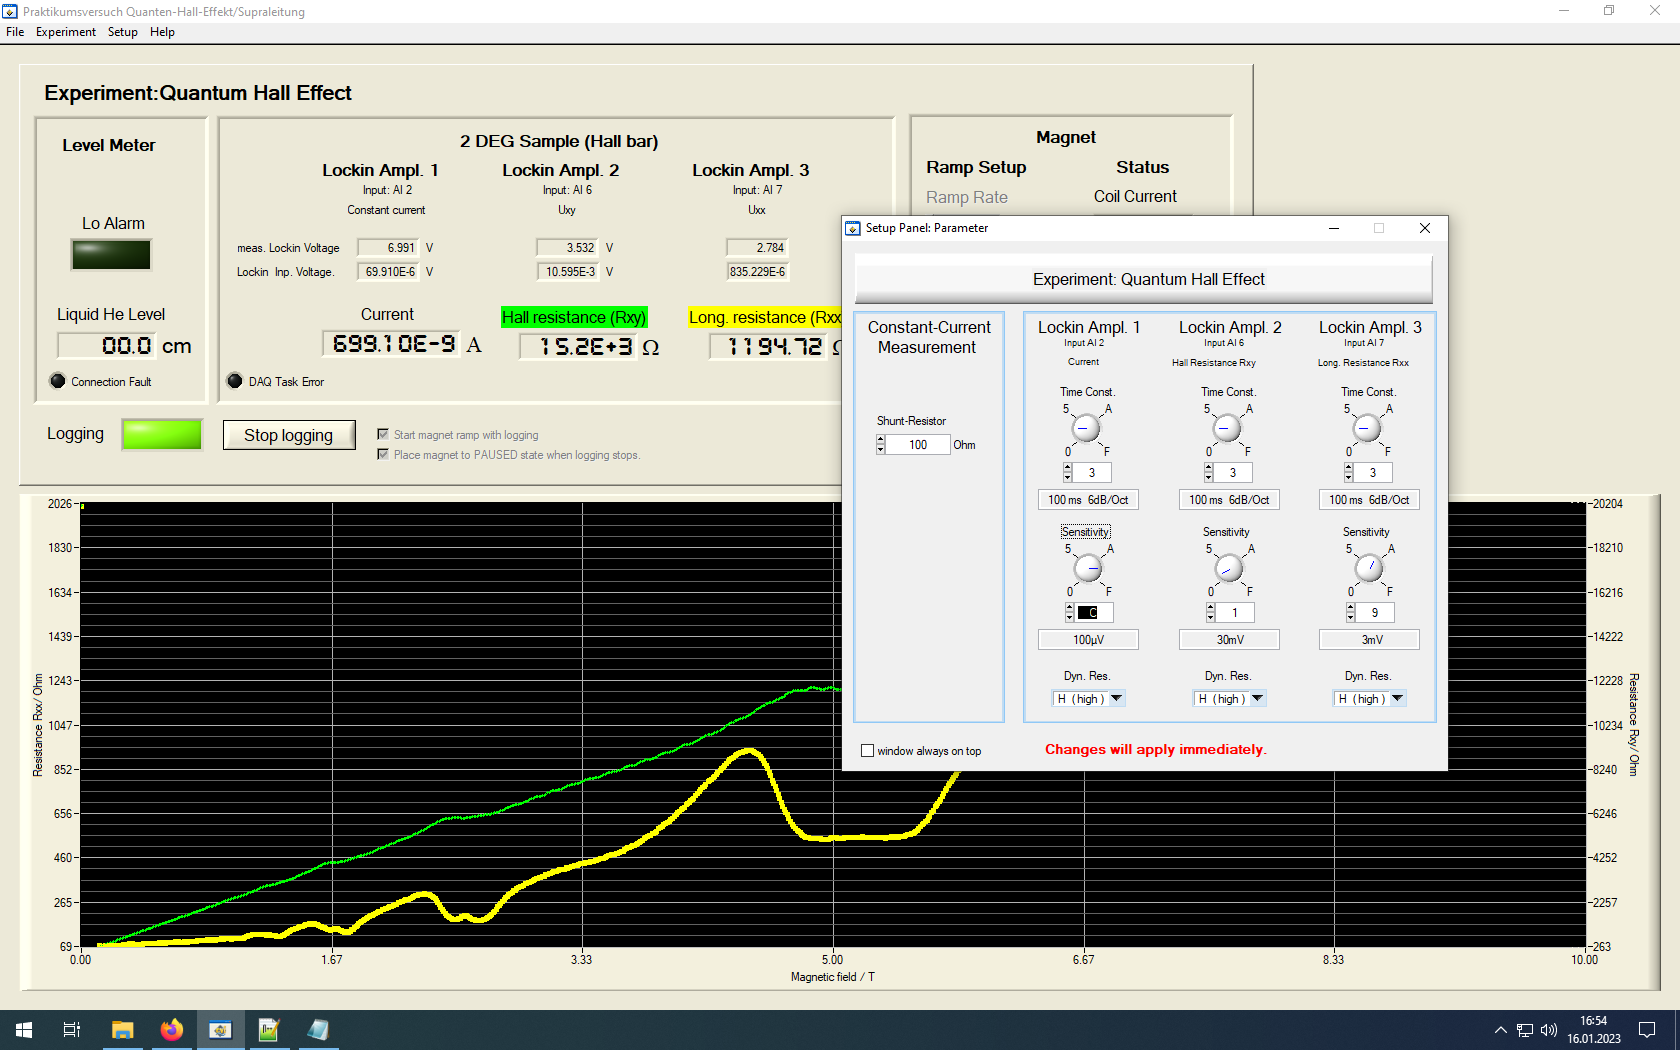 Praktikumsversuch Quanten-Hall-Effekt/Supraleitung
File Experiment Setup Help
Experiment:Quantum Hall Effect
Level Meter
Lo Alarm
Liquid He Level
00.0 cm
Connection Fault
2 DEG Sample (Hall bar)
Lockin Ampl. 1 Lockin Ampl. 2 Lockin Ampl. 3
Input: AI 2 Input: AI 6 Input: AI 7
Constant current Uxy Uxx
meas. Lockin Voltage 6.991 V 3.532 V 2.784
Lockin Inp. Voltage. 69.910E-6 V 10.595E-3 V 835.229E-6
Current Hall resistance (Rxy) Long. resistance (Rxx
699.10E-9 A 15.2E+3 Ω 1194.72
DAQ Task Error
Magnet
Ramp Setup Status
Ramp Rate Coil Current
Logging Stop logging
Start magnet ramp with logging
Place magnet to PAUSED state when logging stops.
Setup Panel: Parameter
Experiment: Quantum Hall Effect
Constant-Current
Measurement
Shunt-Resistor
100 Ohm
Lockin Ampl. 1 Lockin Ampl. 2 Lockin Ampl. 3
Input AI 2 Input AI 6 Input AI 7
Current Hall Resistance Rxy Long. Resistance Rxx
Time Const. Time Const. Time Const.
5 A 5 A 5 A
0 F 0 F 0 F
3 3 3
100 ms 6dB/Oct 100 ms 6dB/Oct 100 ms 6dB/Oct
Sensitivity Sensitivity Sensitivity
5 A 5 A 5 A
0 F 0 F 0 F
C 1 9
100µV 30mV 3mV
Dyn. Res. Dyn. Res. Dyn. Res.
H (high) H (high) H (high)
window always on top
Changes will apply immediately.
2026
1830
1634
1439
1243
1047
852
656
460
265
69
Resistance Rxx/ Ohm
20204
18210
16216
14222
12228
10234
8240
6246
4252
2257
263
Resistance Rxy/ Ohm
0.00 1.67 3.33 5.00 6.67 8.33 10.00
Magnetic field / T
16:54
16.01.2023